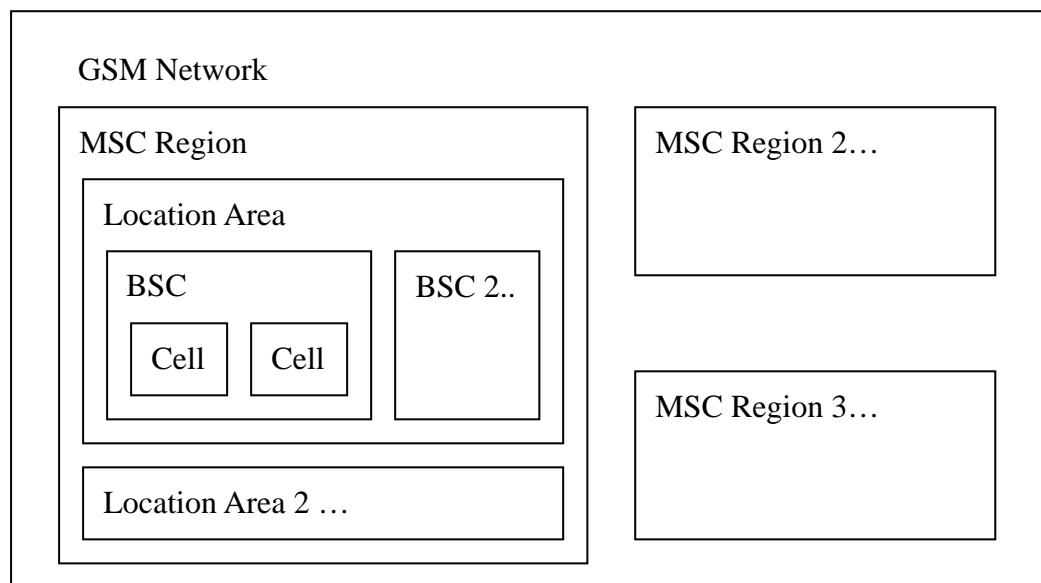 GSM Network
MSC Region
Location Area
BSC
Cell
Cell
BSC 2..
Location Area 2 …
MSC Region 2…
MSC Region 3…